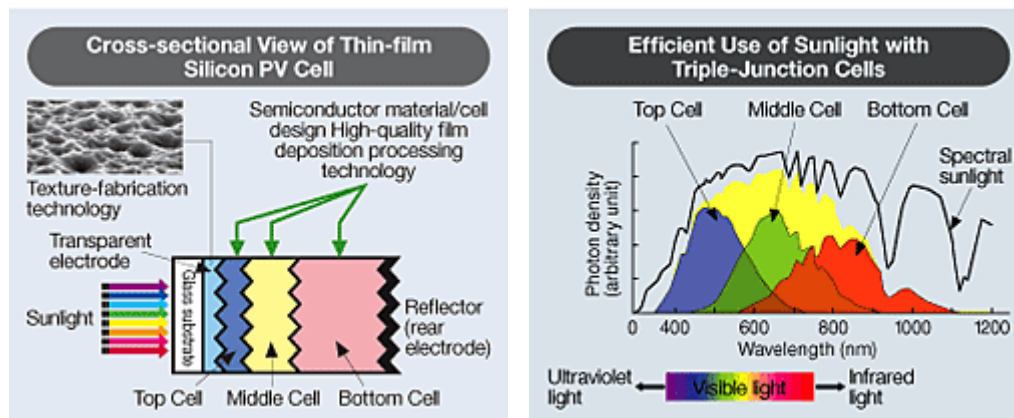 Cross-sectional View of Thin-film
Silicon PV Cell
Semiconductor material/cell
design High-quality film
deposition processing
technology
Texture-fabrication
technology
Transparent
electrode
Sunlight
Glass substrate
Reflector
(rear
electrode)
Top Cell
Middle Cell
Bottom Cell
Efficient Use of Sunlight with
Triple-Junction Cells
Top Cell
Middle Cell
Bottom Cell
Spectral
sunlight
Photon density
(arbitrary unit)
0
400
600
800
1000
1200
Wavelength (nm)
Ultraviolet
light
Visible light
Infrared
light